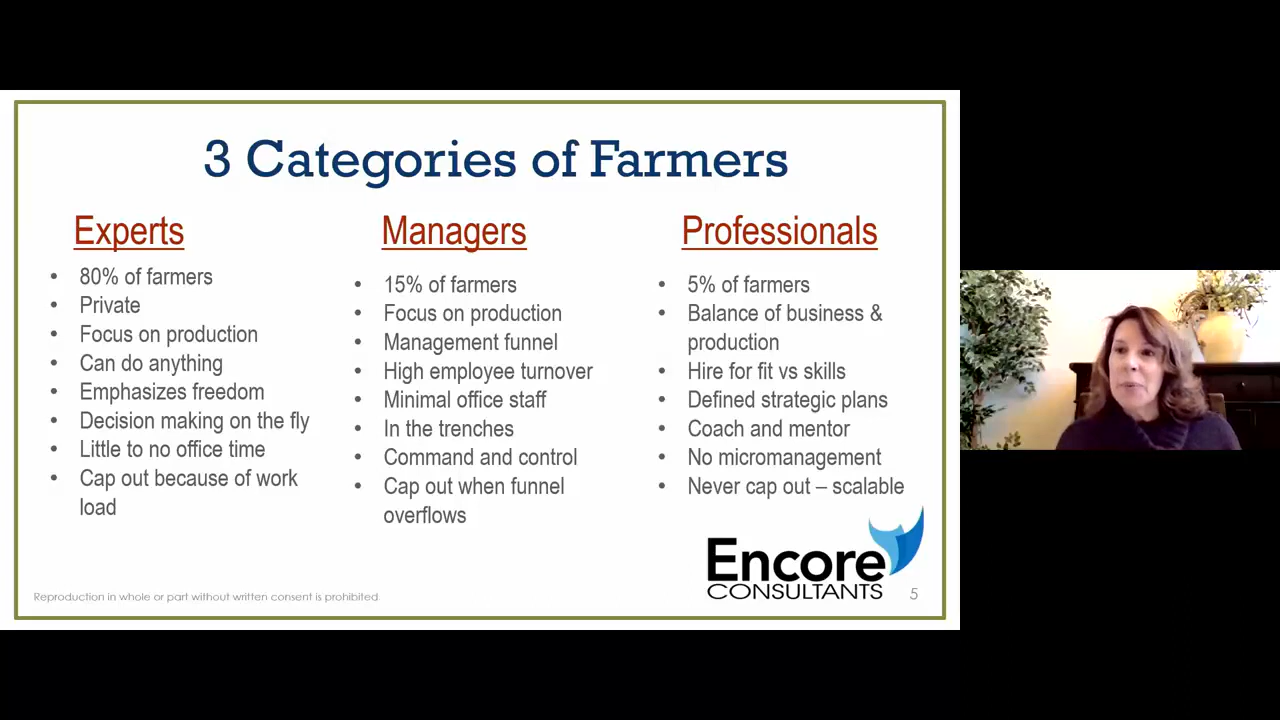 3 Categories of Farmers
Experts
• 80% of farmers
• Private
• Focus on production
• Can do anything
• Emphasizes freedom
• Decision making on the fly
• Little to no office time
• Cap out because of work
load
Managers
• 15% of farmers
• Focus on production
• Management funnel
• High employee turnover
• Minimal office staff
• In the trenches
• Command and control
• Cap out when funnel
overflows
Professionals
• 5% of farmers
• Balance of business &
production
• Hire for fit vs skills
• Defined strategic plans
• Coach and mentor
• No micromanagement
• Never cap out – scalable
Encore
CONSULTANTS
Reproduction in whole or part without written consent is prohibited
5